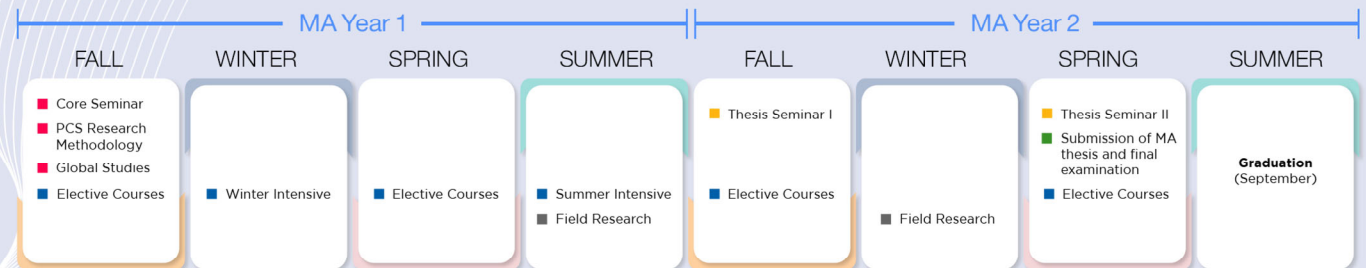 MA Year 1
MA Year 2
FALL
WINTER
SPRING
SUMMER
FALL
WINTER
SPRING
SUMMER
Core Seminar
PCS Research
Methodology
Global Studies
Elective Courses
Winter Intensive
Elective Courses
Summer Intensive
Field Research
Thesis Seminar I
Elective Courses
Field Research
Thesis Seminar II
Submission of MA
thesis and final
examination
Elective Courses
Graduation
(September)